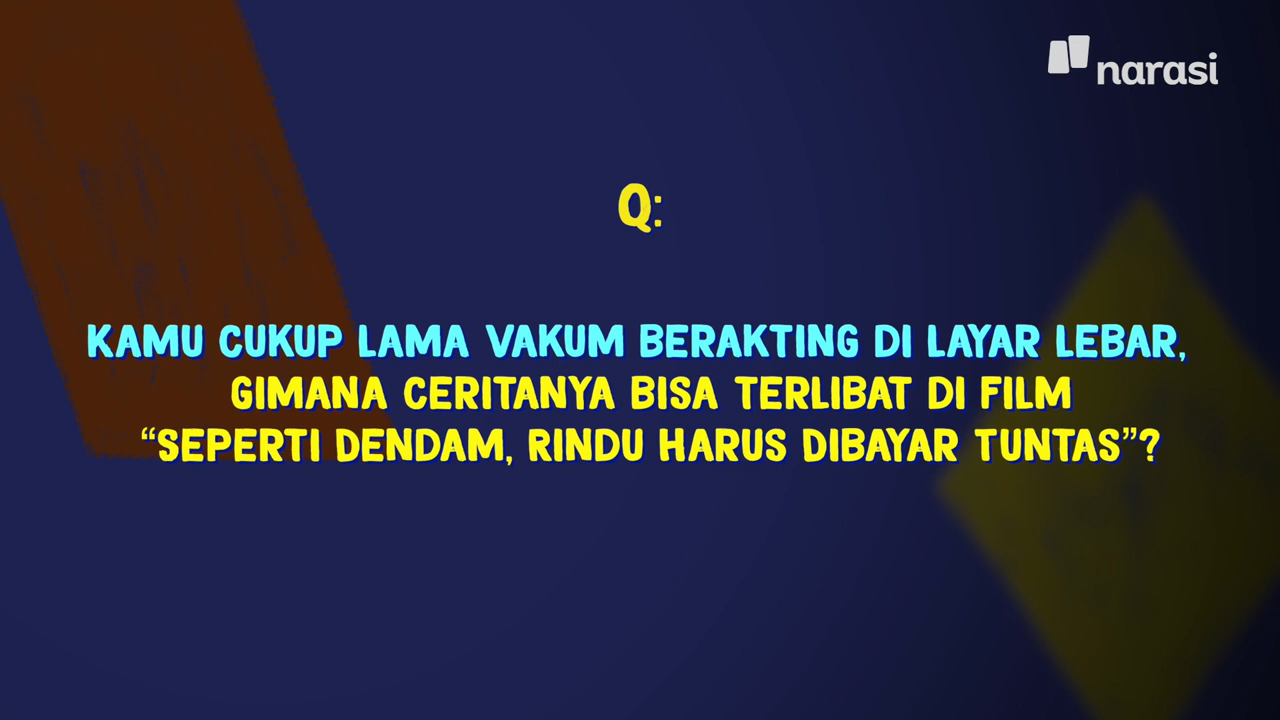 narasi
Q:
KAMU CUKUP LAMA VAKUM BERAKTING DI LAYAR LEBAR,
GIMANA CERITANYA BISA TERLIBAT DI FILM
“SEPERTI DENDAM, RINDU HARUS DIBAYAR TUNTAS”?